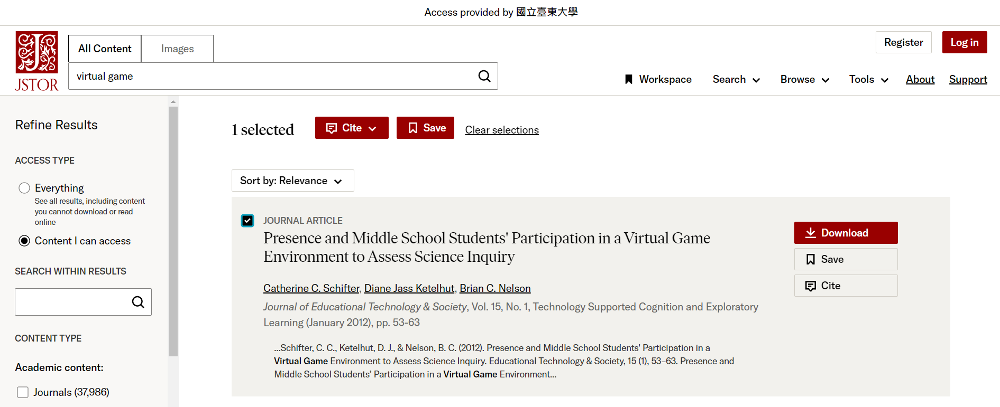 Access provided by 國立臺東大學
JSTOR
All Content
Images
virtual game
Register
Log in
Workspace
Search
Browse
Tools
About
Support
Refine Results
ACCESS TYPE
Everything
See all results, including content
you cannot download or read
online
Content I can access
SEARCH WITHIN RESULTS
CONTENT TYPE
Academic content:
Journals (37,986)
1 selected
Cite
Save
Clear selections
Sort by: Relevance
JOURNAL ARTICLE
Presence and Middle School Students' Participation in a Virtual Game
Environment to Assess Science Inquiry
Catherine C. Schifter, Diane Jass Ketelhut, Brian C. Nelson
Journal of Educational Technology & Society, Vol. 15, No. 1, Technology Supported Cognition and Exploratory
Learning (January 2012), pp. 53-63
...Schifter, C. C., Ketelhut, D. J., & Nelson, B. C. (2012). Presence and Middle School Students' Participation in a
Virtual Game Environment to Assess Science Inquiry. Educational Technology & Society, 15 (1), 53–63. Presence and
Middle School Students’ Participation in a Virtual Game Environment...
Download
Save
Cite